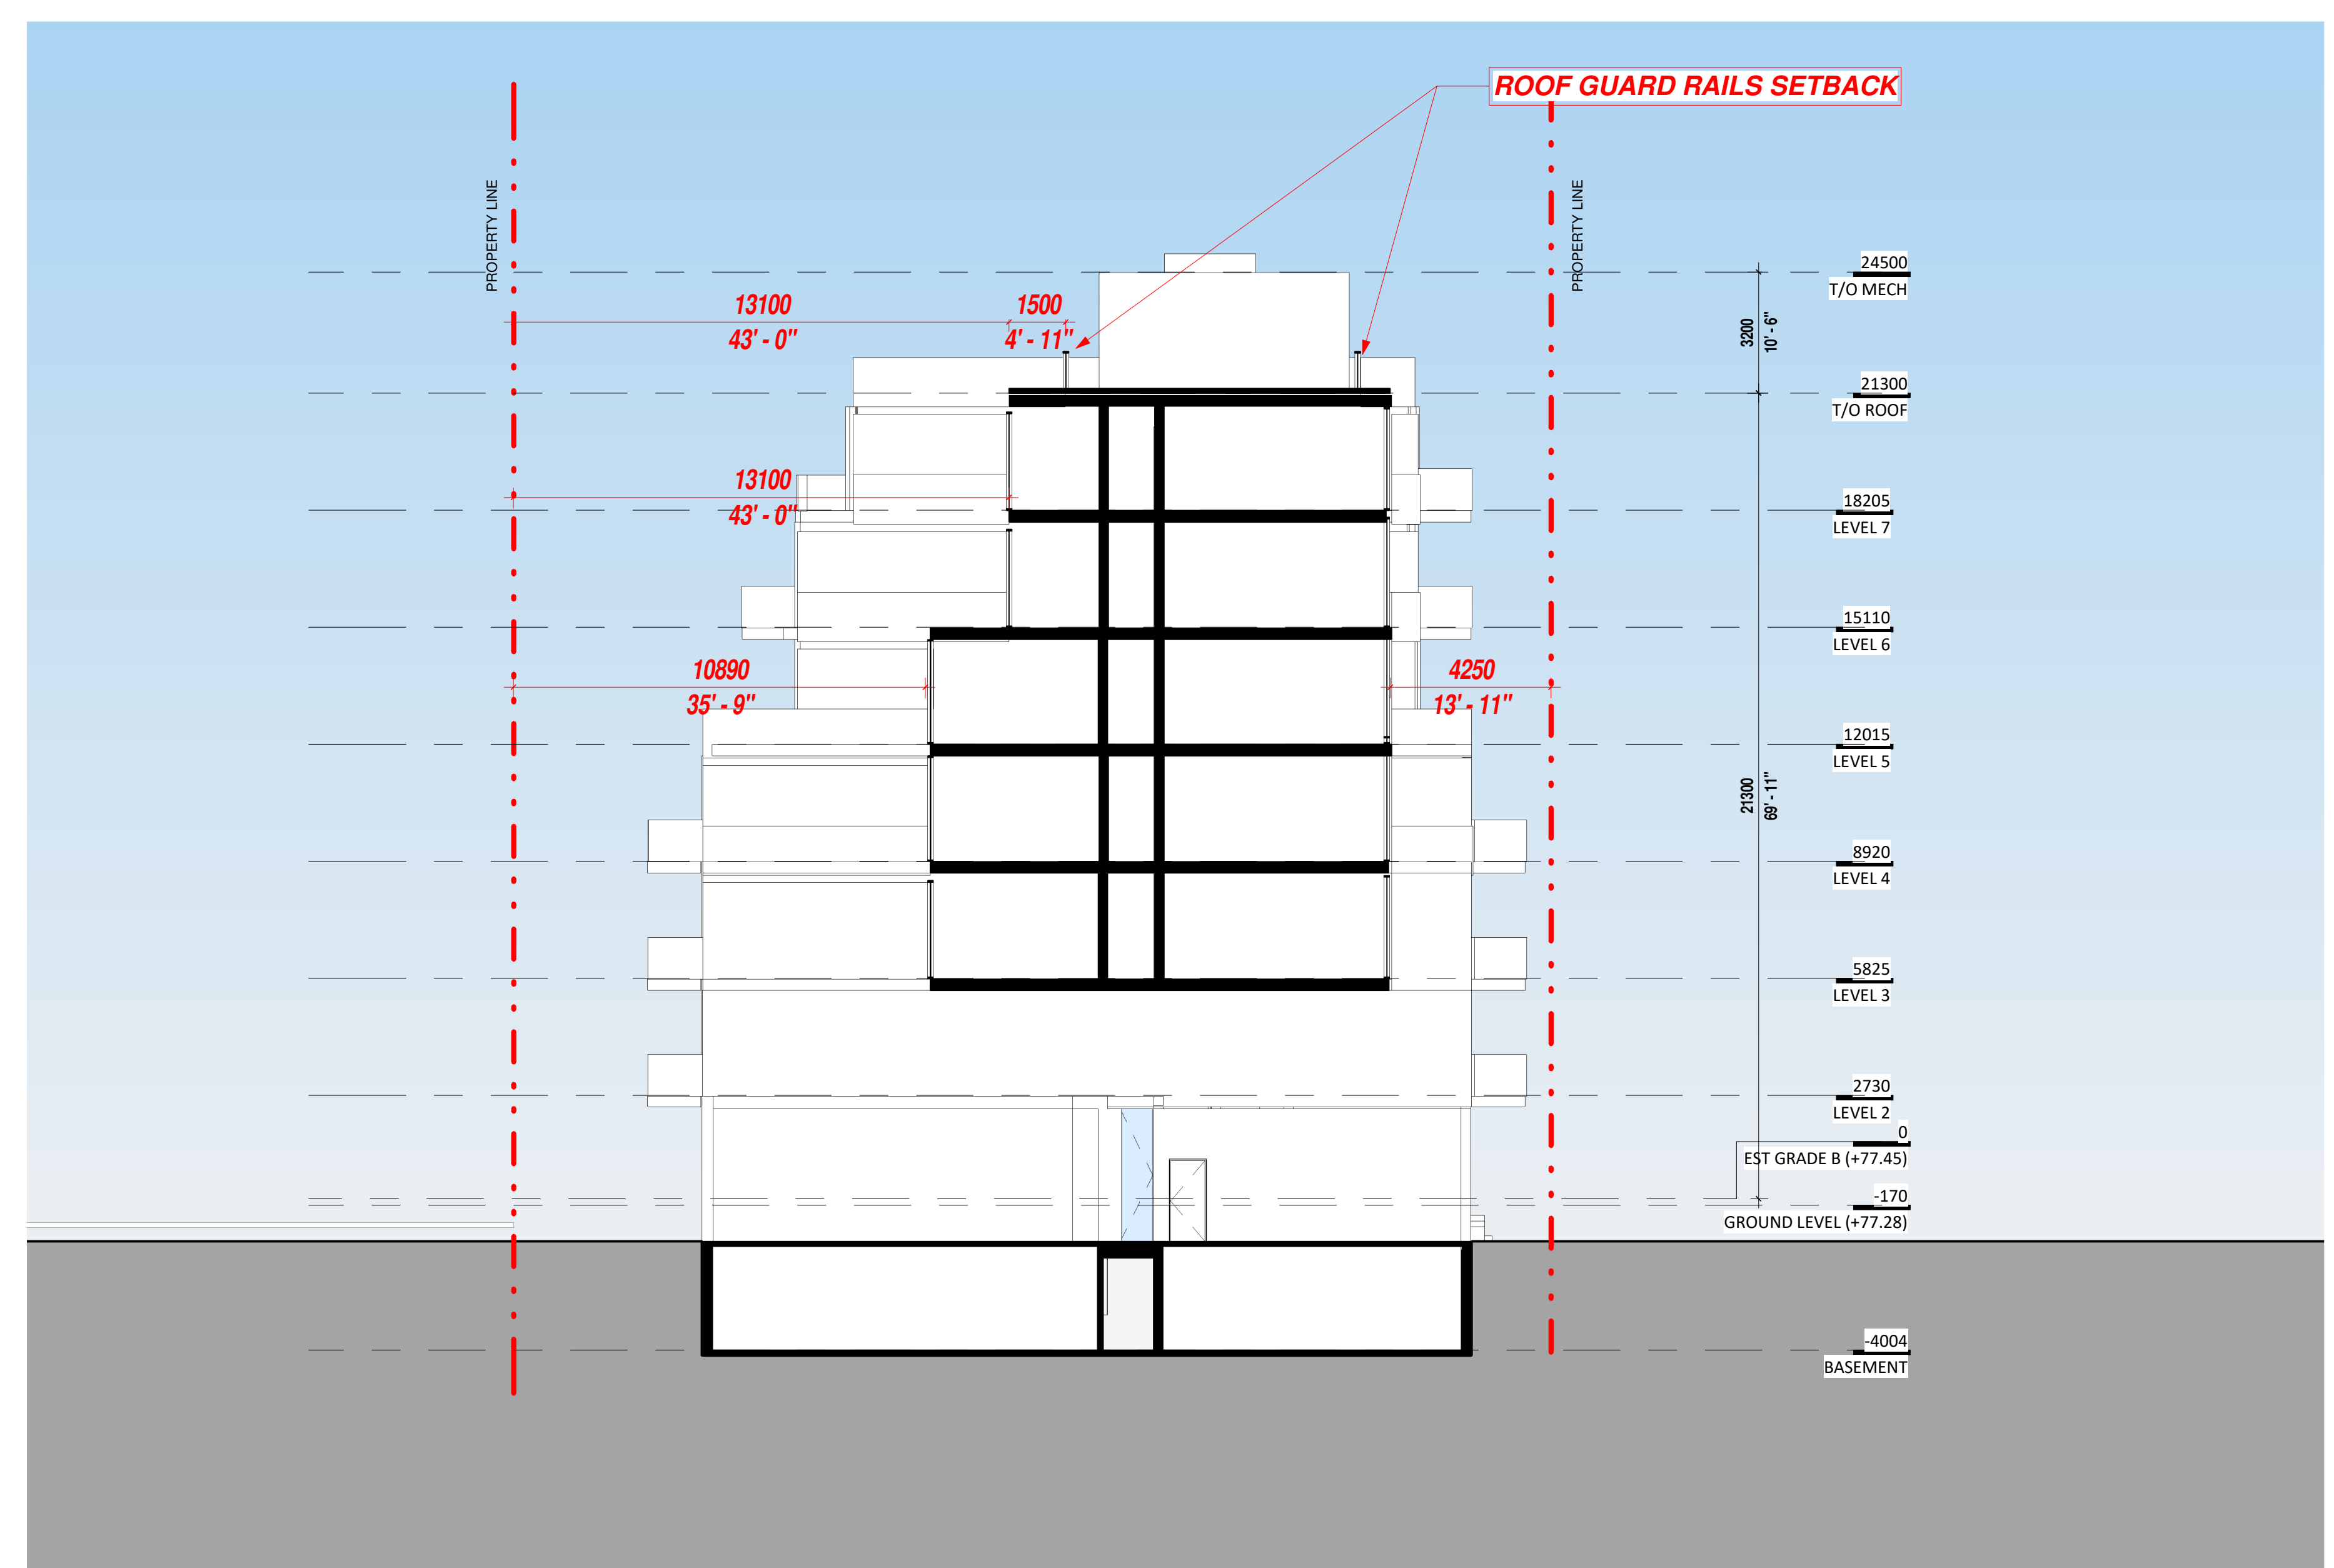 ROOF GUARD RAILS SETBACK
PROPERTY LINE
PROPERTY LINE
24500
T/O MECH
13100
43' - 0"
1500
4' - 11"
3200
10' - 6"
21300
T/O ROOF
13100
43' - 0"
18205
LEVEL 7
15110
LEVEL 6
10890
35' - 9"
4250
13' - 11"
12015
LEVEL 5
21300
69' - 11"
8920
LEVEL 4
5825
LEVEL 3
2730
LEVEL 2
0
EST GRADE B (+77.45)
-170
GROUND LEVEL (+77.28)
-4004
BASEMENT